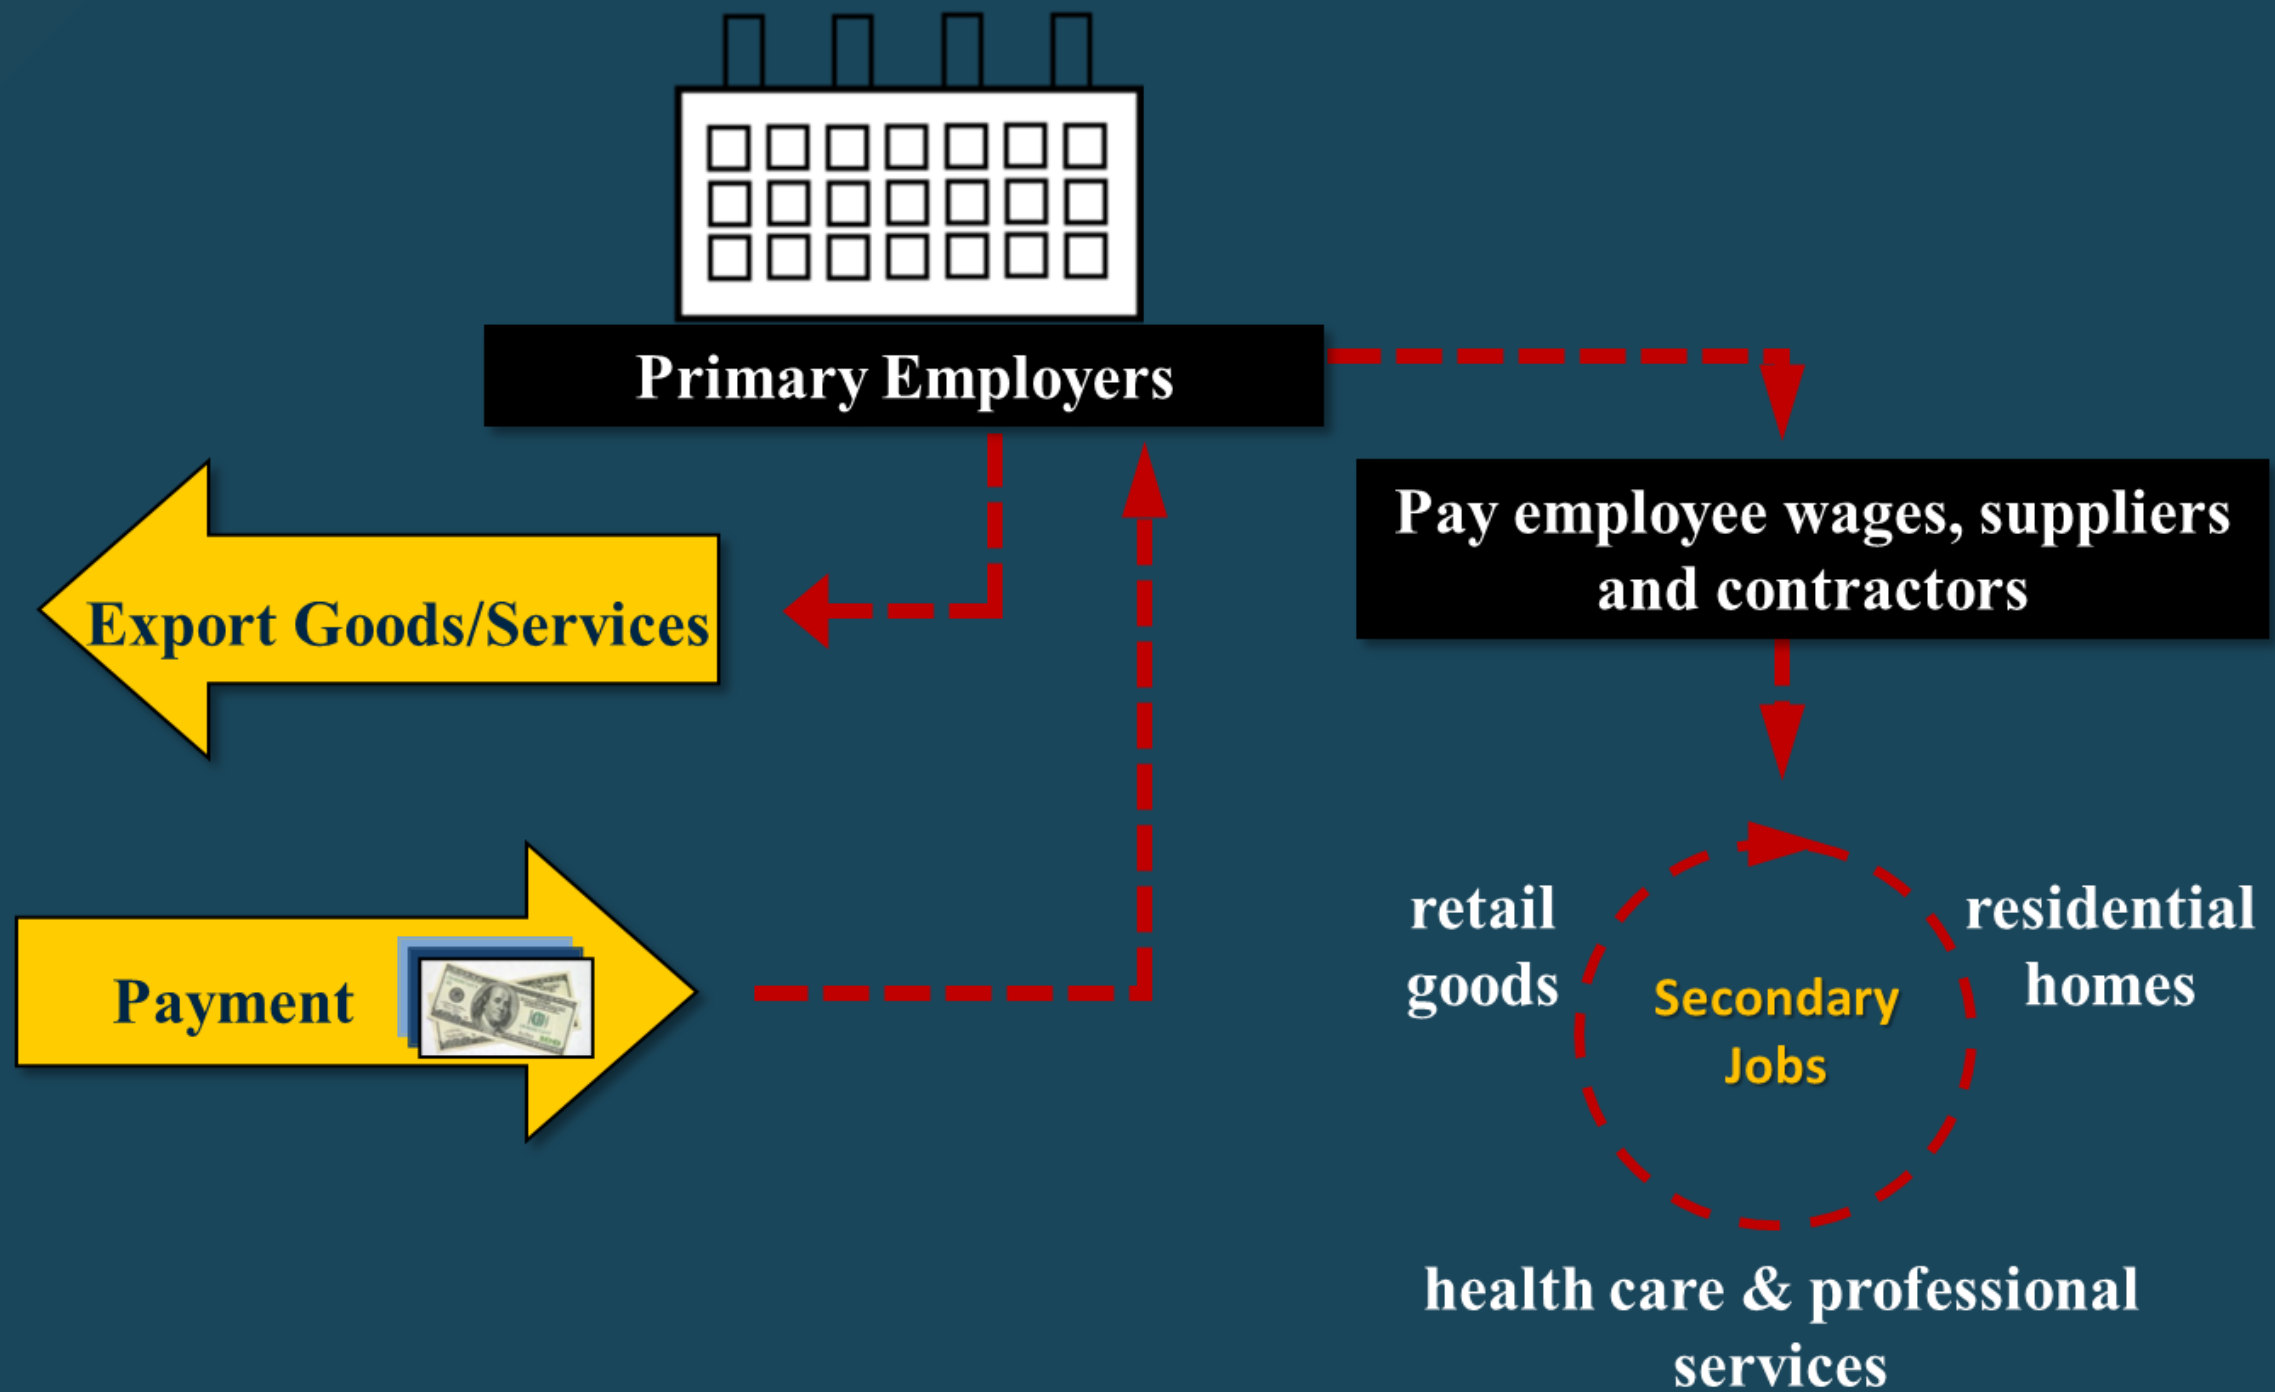 Primary Employers
Export Goods/Services
Payment
Pay employee wages, suppliers
and contractors
retail
goods
Secondary
Jobs
residential
homes
health care & professional
services